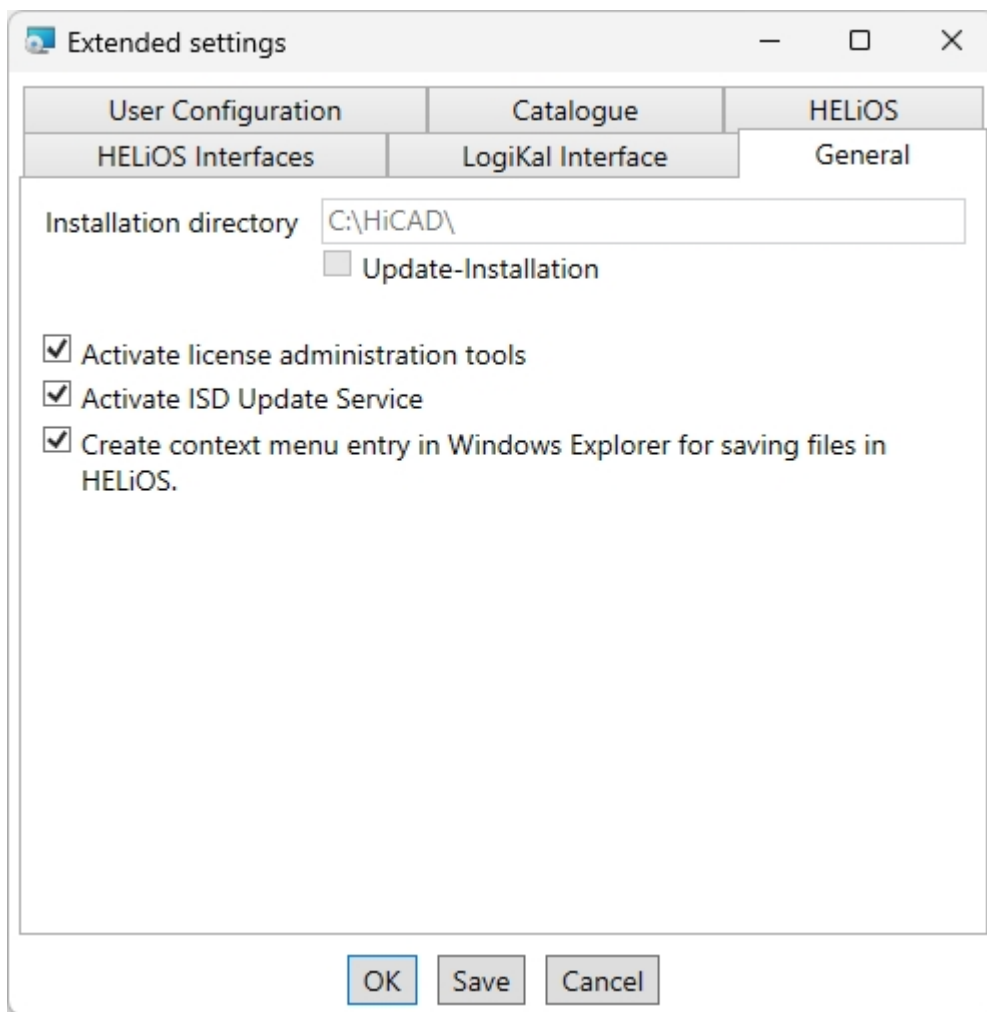 Extended settings
User Configuration
Catalogue
HELiOS
HELiOS Interfaces
LogiKal Interface
General
Installation directory
C:\HiCAD\
Update-Installation
Activate license administration tools
Activate ISD Update Service
Create context menu entry in Windows Explorer for saving files in
HELiOS.
OK
Save
Cancel